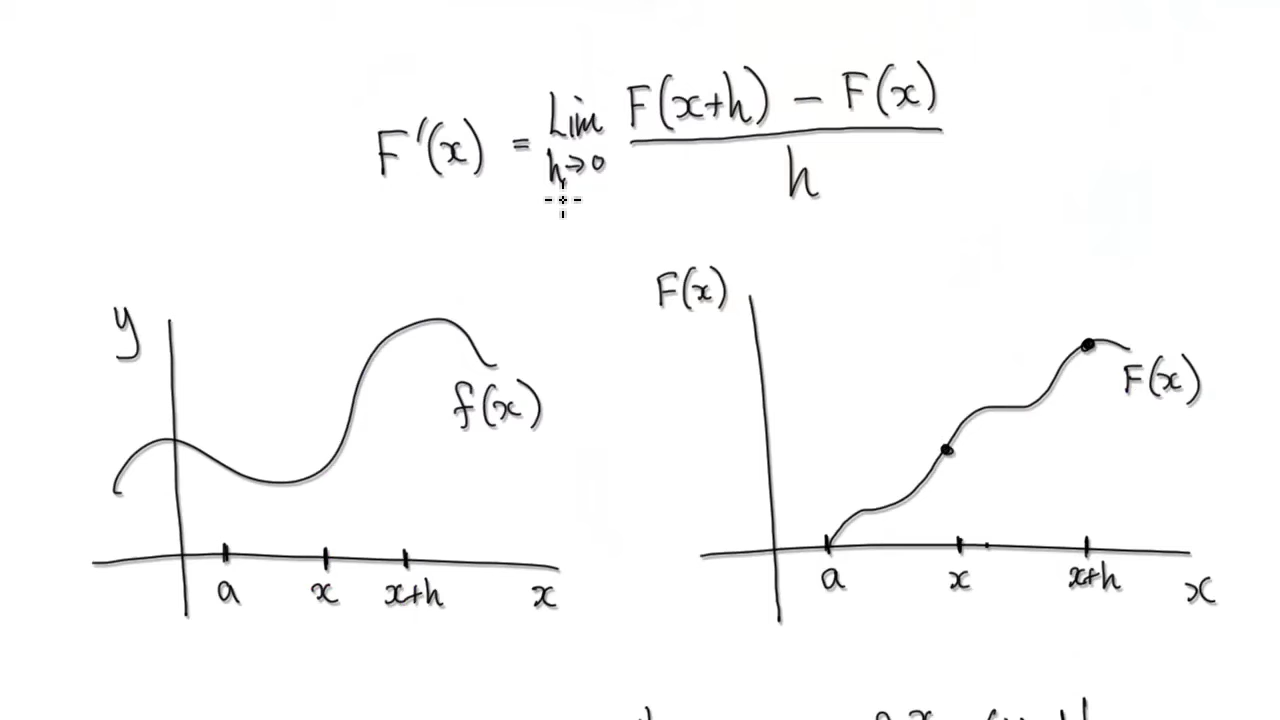 F'(x) = Lim h→0 F(x+h) − F(x) / h
F(x)
y
f(x)
F(x)
a x x+h x
a x x+h x